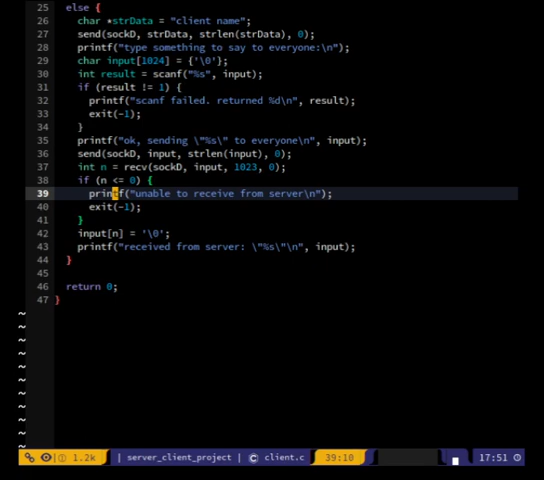 25 else {
26 char *strData = "client name";
27 send(sockD, strData, strlen(strData), 0);
28 printf("type something to say to everyone:\n");
29 char input[1024] = {'\0'};
30 int result = scanf("%s", input);
31 if (result != 1) {
32 printf("scanf failed. returned %d\n", result);
33 exit(-1);
34 }
35 printf("ok, sending \"%s\" to everyone\n", input);
36 send(sockD, input, strlen(input), 0);
37 int n = recv(sockD, input, 1023, 0);
38 if (n <= 0) {
39 printf("unable to receive from server\n");
40 exit(-1);
41 }
42 input[n] = '\0';
43 printf("received from server: \"%s\"\n", input);
44 }
45
46 return 0;
47 }
~
~
~
~
~
~
~
~
~
~
~
1.2k | server_client_project | C client.c 39:10 17:51